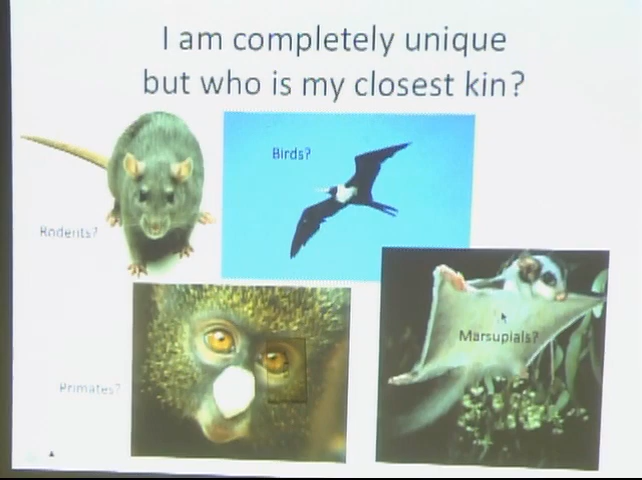 I am completely unique
but who is my closest kin?
Birds?
Rodents?
Marsupials?
Primates?